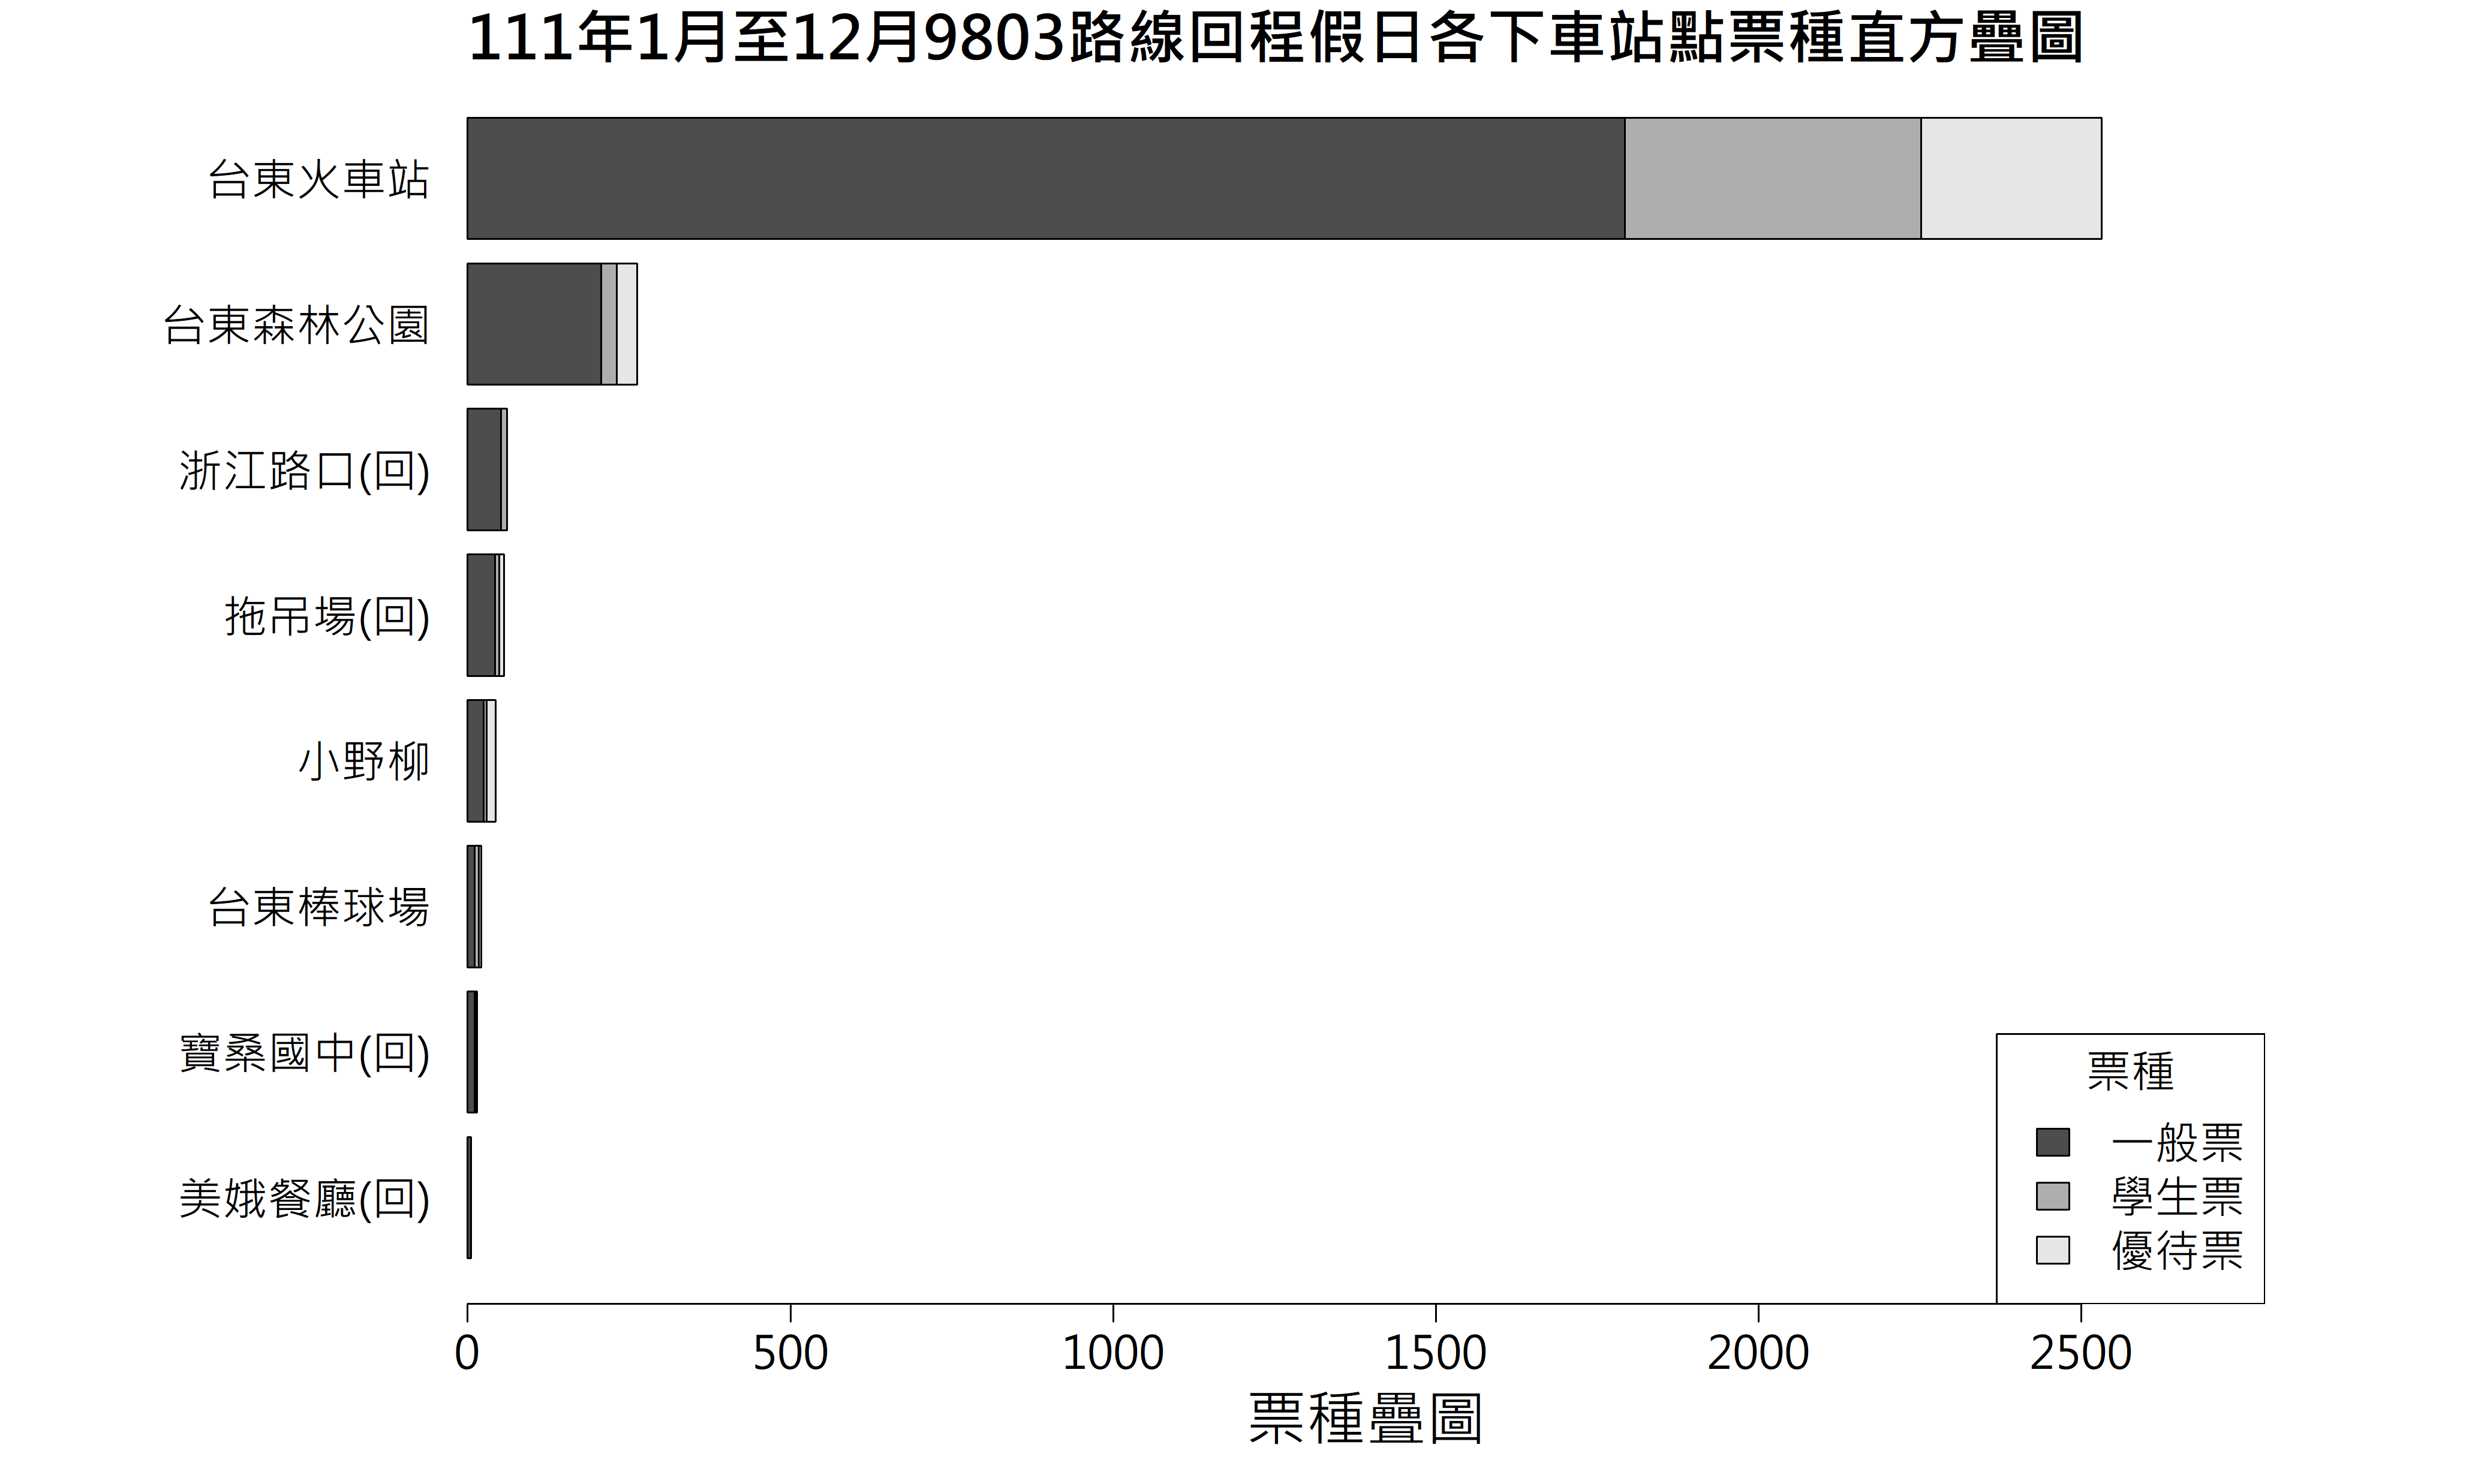 111年1月至12月9803路線回程假日各下車站點票種直方疊圖
台東火車站
台東森林公園
浙江路口(回)
拖吊場(回)
小野柳
台東棒球場
寶桑國中(回)
美娥餐廳(回)
票種
一般票
學生票
優待票
0 500 1000 1500 2000 2500
票種疊圖